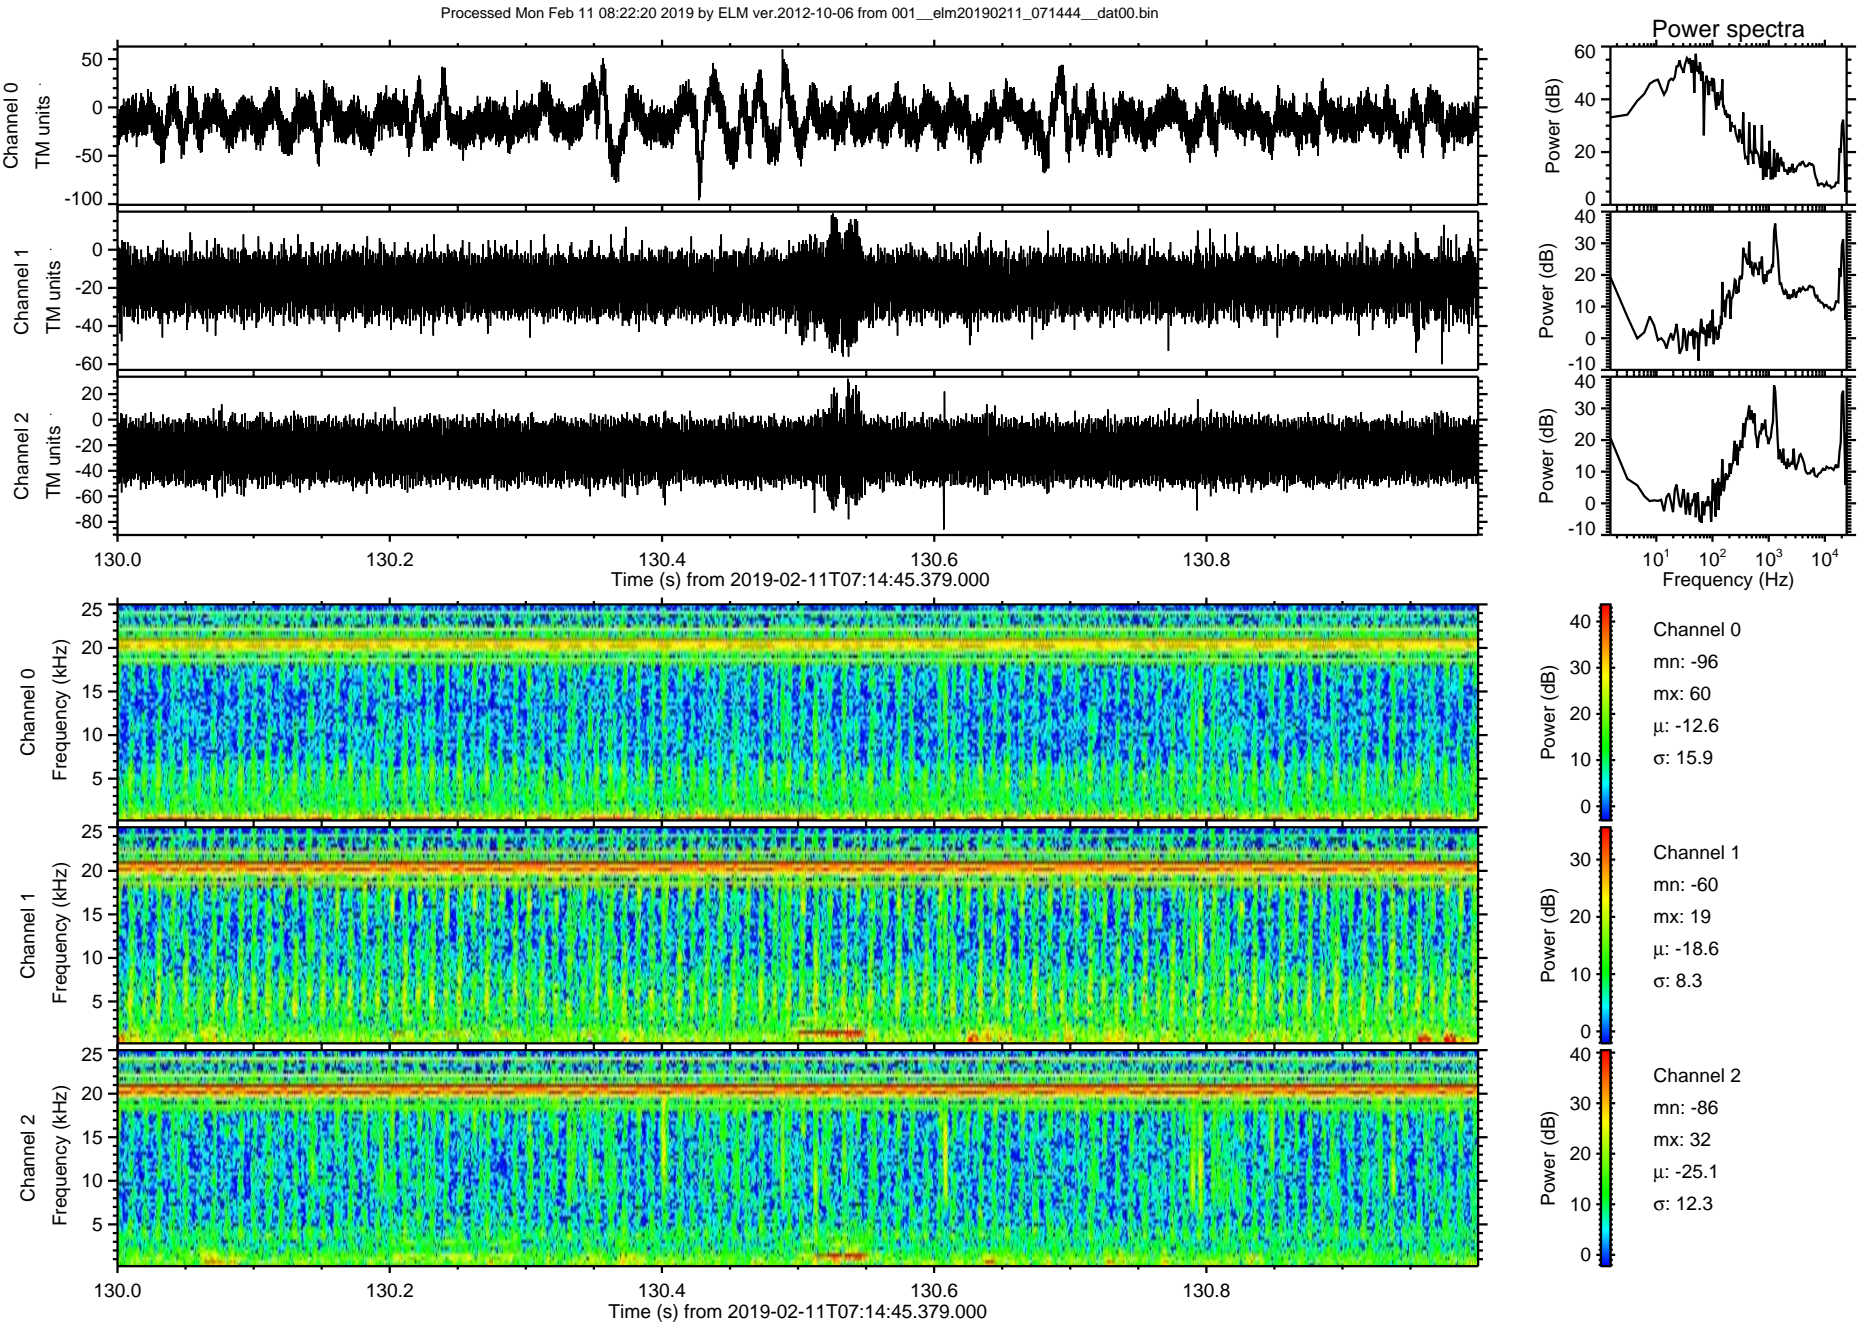 Processed Mon Feb 11 08:22:20 2019 by ELM ver.2012-10-06 from 001__elm20190211_071444__dat00.bin
Power spectra
Channel 0
TM units
50
0
-50
-100
Power (dB)
60
40
20
0
Channel 1
TM units
0
-20
-40
-60
Power (dB)
40
30
20
10
0
-10
Channel 2
TM units
20
0
-20
-40
-60
-80
Power (dB)
40
30
20
10
0
-10
130.0 130.2 130.4 130.6 130.8
Time (s) from 2019-02-11T07:14:45.379.000
10^1 10^2 10^3 10^4
Frequency (Hz)
Channel 0
Frequency (kHz)
25
20
15
10
5
Power (dB)
40
30
20
10
0
Channel 0
mn: -96
mx: 60
μ: -12.6
σ: 15.9
Channel 1
Frequency (kHz)
25
20
15
10
5
Power (dB)
30
20
10
0
Channel 1
mn: -60
mx: 19
μ: -18.6
σ: 8.3
Channel 2
Frequency (kHz)
25
20
15
10
5
Power (dB)
40
30
20
10
0
Channel 2
mn: -86
mx: 32
μ: -25.1
σ: 12.3
130.0 130.2 130.4 130.6 130.8
Time (s) from 2019-02-11T07:14:45.379.000